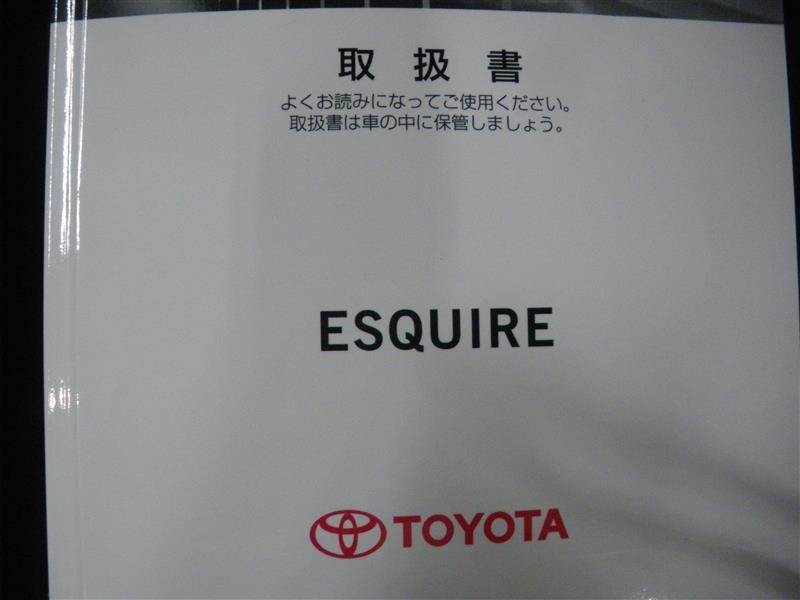 取扱書
よくお読みになってご使用ください。
取扱書は車の中に保管しましょう。
ESQUIRE
TOYOTA